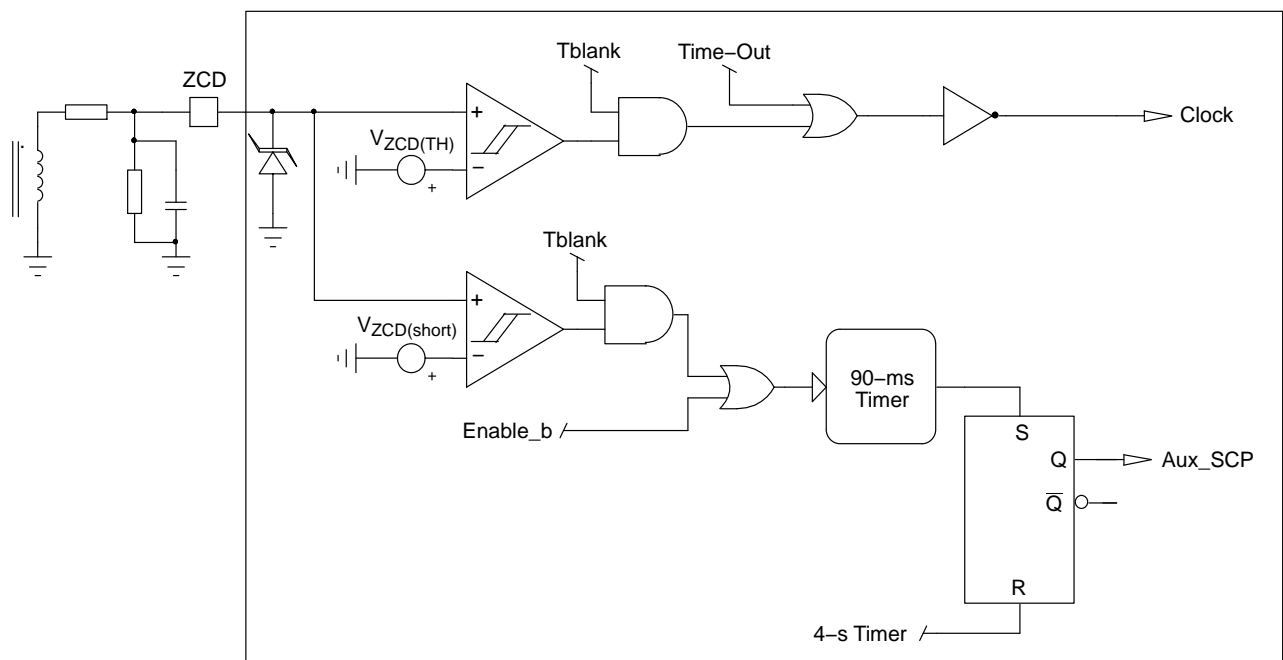 Tblank
Time−Out
ZCD
+
Clock
VZCD(TH)
−
+
Tblank
+
VZCD(short)
−
+
90−ms
Timer
Enable_b
S
Q
Aux_SCP
Q̅
R
4−s Timer